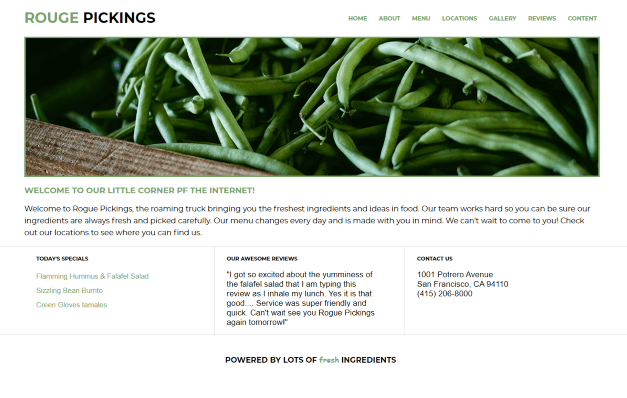 ROUGE PICKINGS
HOME ABOUT MENU LOCATIONS GALLERY REVIEWS CONTENT
WELCOME TO OUR LITTLE CORNER PF THE INTERNET!
Welcome to Rogue Pickings, the roaming truck bringing you the freshest ingredients and ideas in food. Our team works hard so you can be sure our
ingredients are always fresh and picked carefully. Our menu changes every day and is made with you in mind. We can't wait to come to you! Check
out our locations to see where you can find us.
TODAY'S SPECIALS
Flamming Hummus & Falafel Salad
Sizzling Bean Burrito
Creen Gloves tamales
OUR AWESOME REVIEWS
"I got so excited about the yumminess of
the falafel salad that I am typing this
review as I inhale my lunch. Yes it is that
good.... Service was super friendly and
quick. Can't wait see you Rogue Pickings
again tomorrow!"
CONTACT US
1001 Potrero Avenue
San Francisco, CA 94110
(415) 206-8000
POWERED BY LOTS OF fresh INGREDIENTS